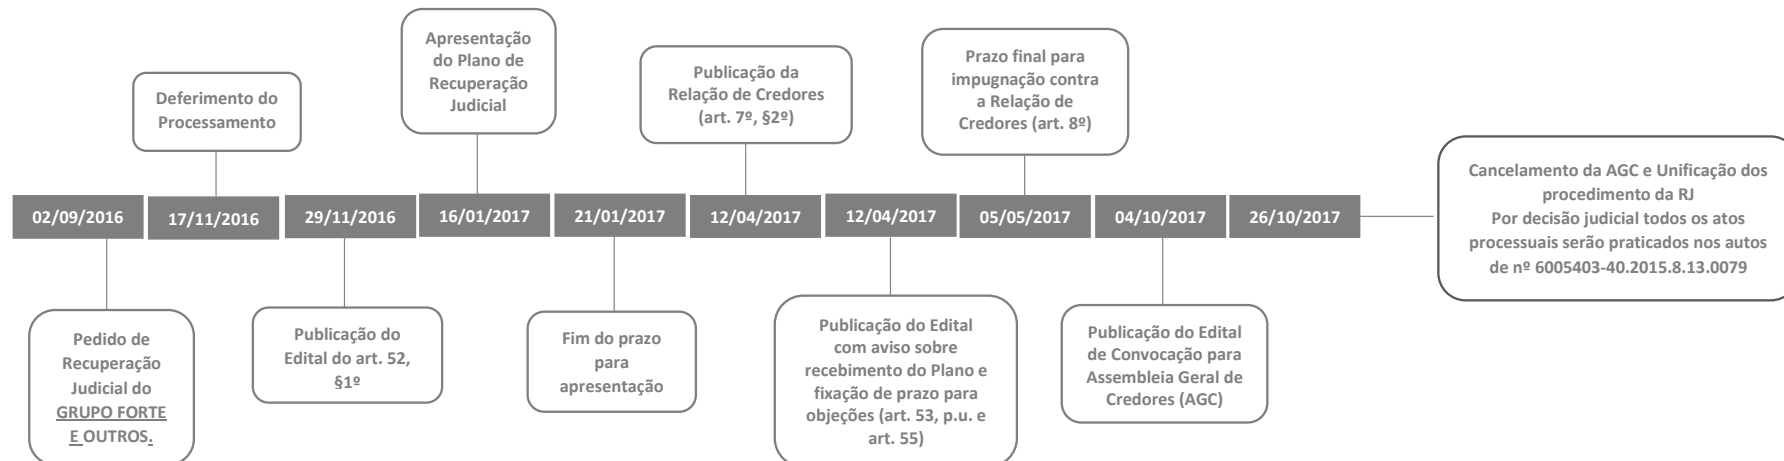 Apresentação
do Plano de
Recuperação
Judicial
Prazo final para
impugnação contra
a Relação de
Credores (art. 8º)
Publicação da
Relação de Credores
(art. 7º, §2º)
Deferimento do
Processamento
Cancelamento da AGC e Unificação dos
procedimento da RJ
Por decisão judicial todos os atos
processuais serão praticados nos autos
de nº 6005403-40.2015.8.13.0079
02/09/2016
17/11/2016
29/11/2016
16/01/2017
21/01/2017
12/04/2017
12/04/2017
05/05/2017
04/10/2017
26/10/2017
Pedido de
Recuperação
Judicial do
GRUPO FORTE
E OUTROS.
Publicação do
Edital do art. 52,
§1º
Fim do prazo
para
apresentação
Publicação do Edital
com aviso sobre
recebimento do Plano e
fixação de prazo para
objeções (art. 53, p.u. e
art. 55)
Publicação do Edital
de Convocação para
Assembleia Geral de
Credores (AGC)